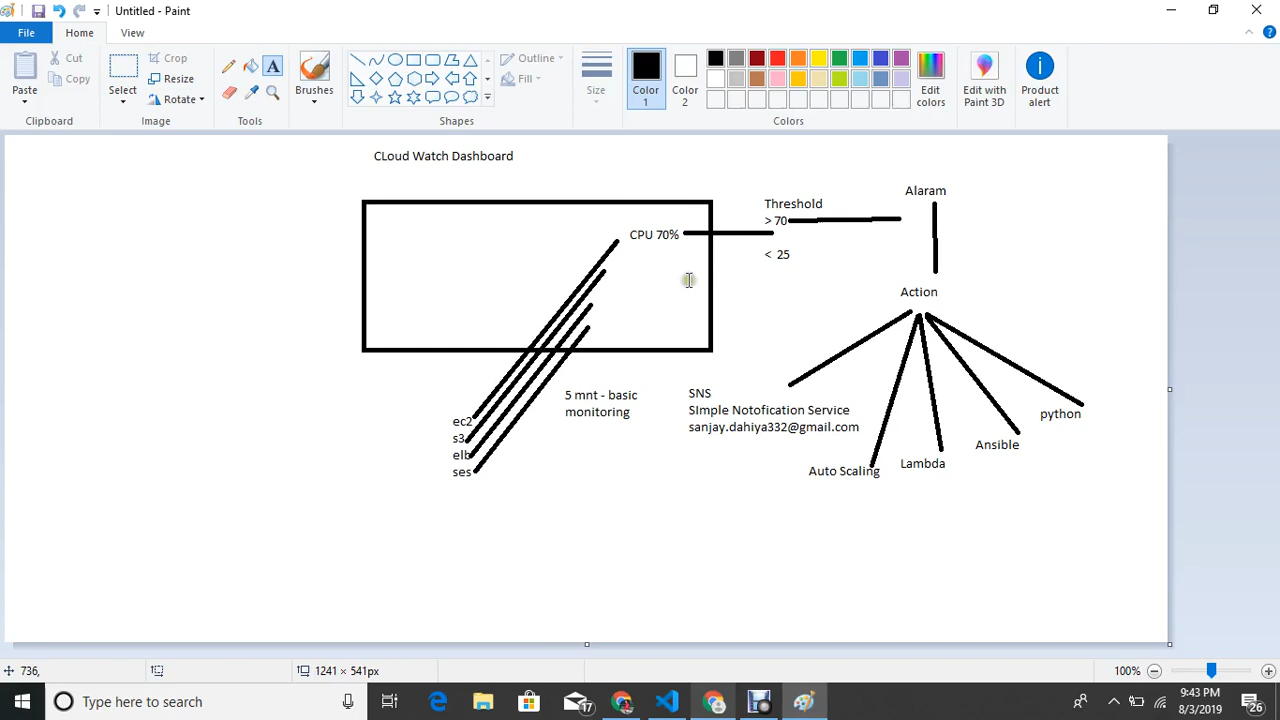 Untitled - Paint
File
Home
View
Paste
Cut
Copy
Clipboard
Select
Crop
Resize
Rotate
Image
A
Tools
Brushes
Shapes
Outline
Fill
Size
Color 1
Color 2
Colors
Edit colors
Edit with Paint 3D
Product alert
CLoud Watch Dashboard
Alaram
Threshold
> 70
CPU 70%
< 25
Action
5 mnt - basic
monitoring
SNS
SImple Notofication Service
sanjay.dahiya332@gmail.com
ec2
s3
elb
ses
python
Ansible
Lambda
Auto Scaling
736,
1241 × 541px
100%
Type here to search
17
9:43 PM
8/3/2019
26